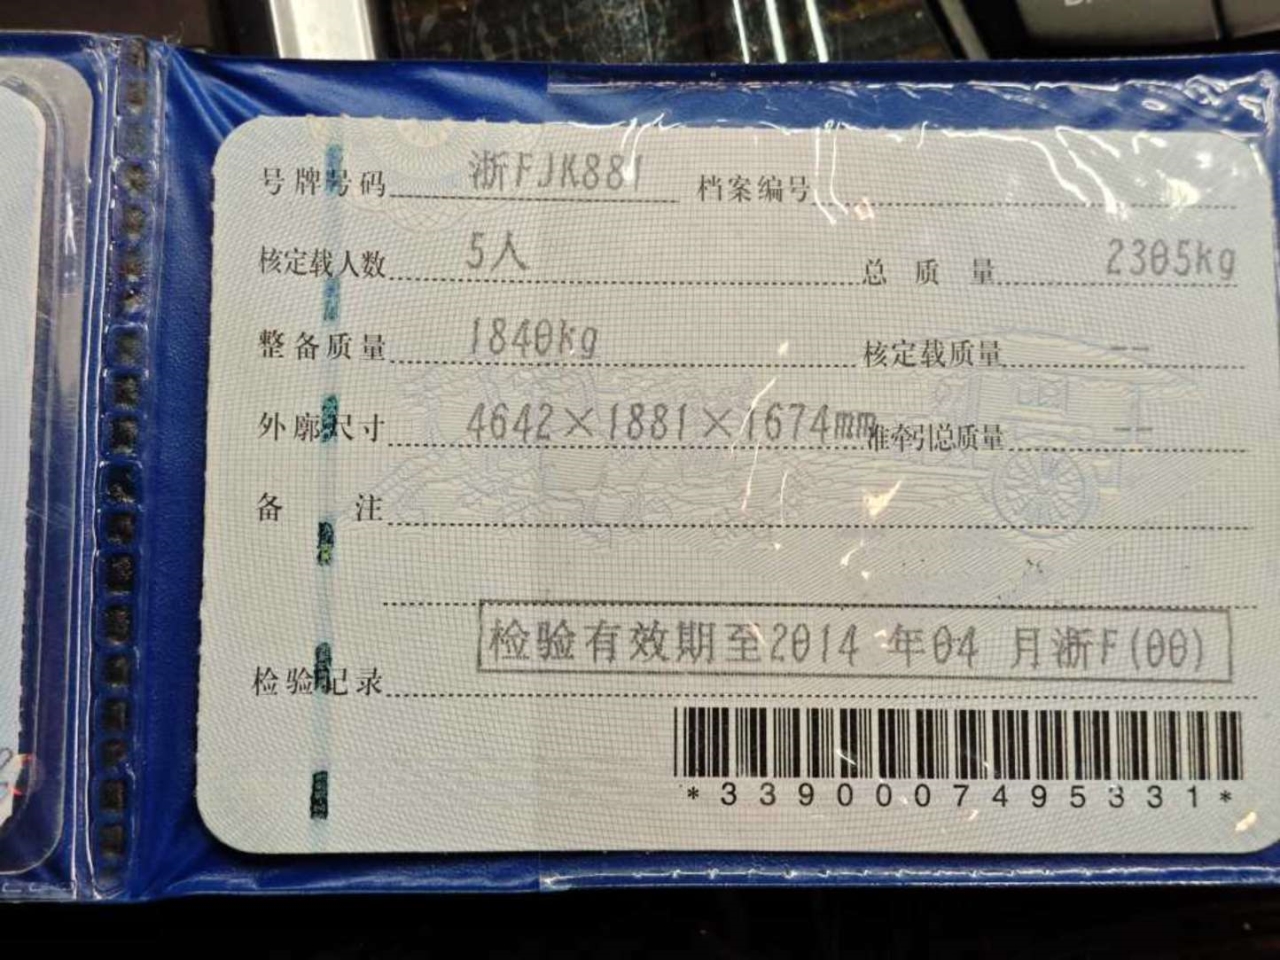 号牌号码 浙FJK881 档案编号
核定载人数 5人 总质量 2305kg
整备质量 1840kg 核定载质量 --
外廓尺寸 4642×1881×1674mm 准牵引总质量 --
备注
检验有效期至2014 年04 月浙F(00)
检验记录
*3390007495331*